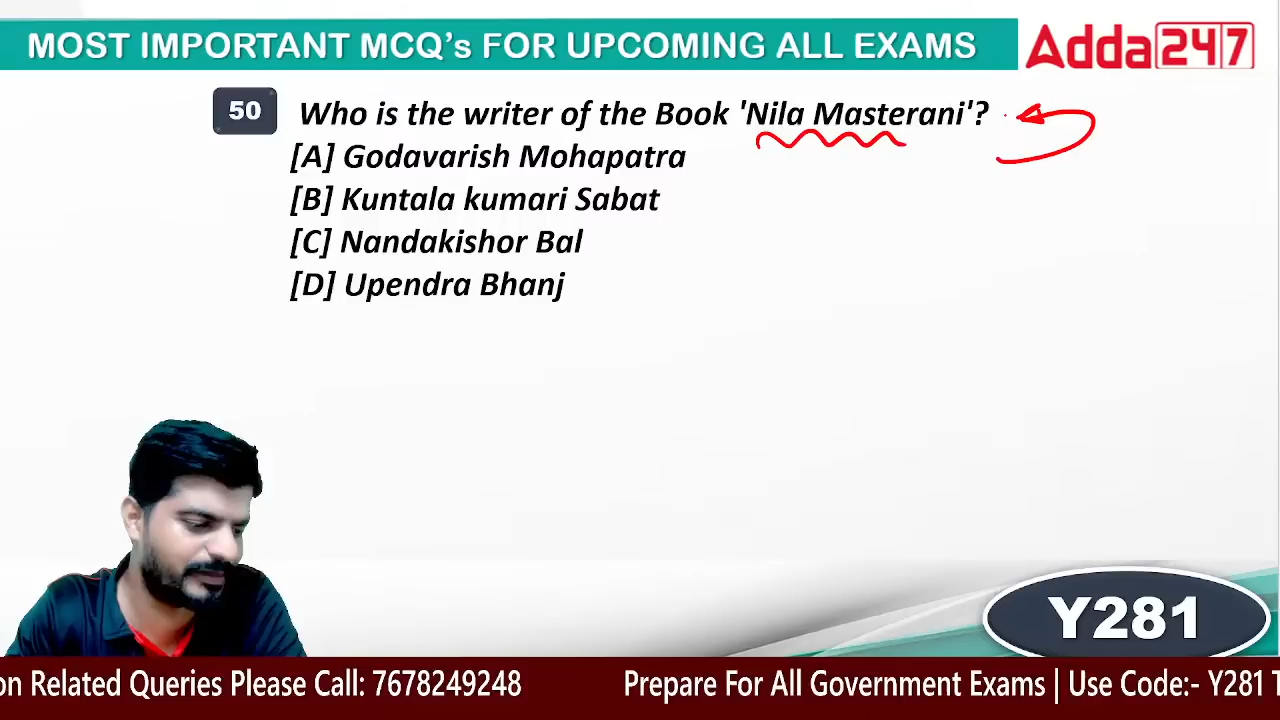 MOST IMPORTANT MCQ's FOR UPCOMING ALL EXAMS
Adda247
50 Who is the writer of the Book 'Nila Masterani'?
[A] Godavarish Mohapatra
[B] Kuntala kumari Sabat
[C] Nandakishor Bal
[D] Upendra Bhanj
Y281
on Related Queries Please Call: 7678249248 Prepare For All Government Exams | Use Code:- Y281 T